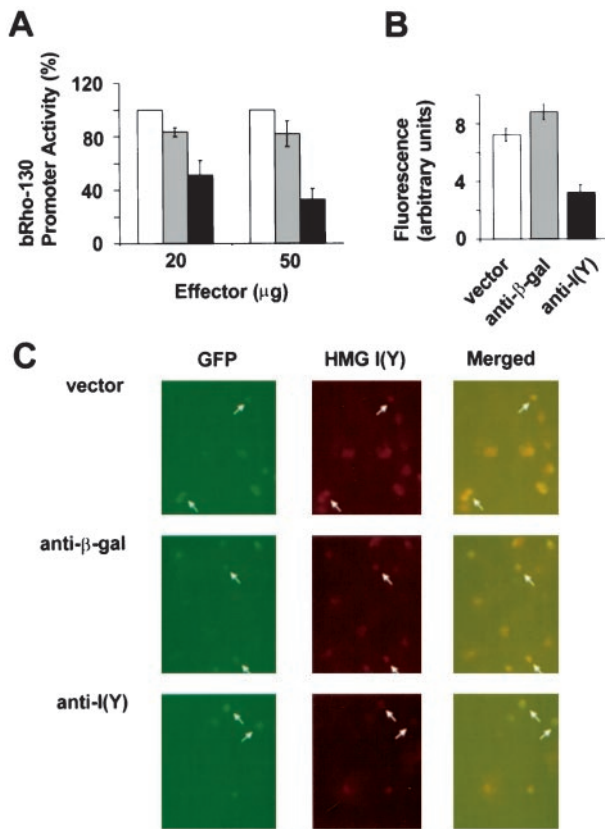 A
bRho-130
Promoter Activity (%)
120
80
40
0
20
50
Effector (μg)
B
Fluorescence
(arbitrary units)
8
4
0
vector
anti-β-gal
anti-I(Y)
C
GFP
HMG I(Y)
Merged
vector
anti-β-gal
anti-I(Y)